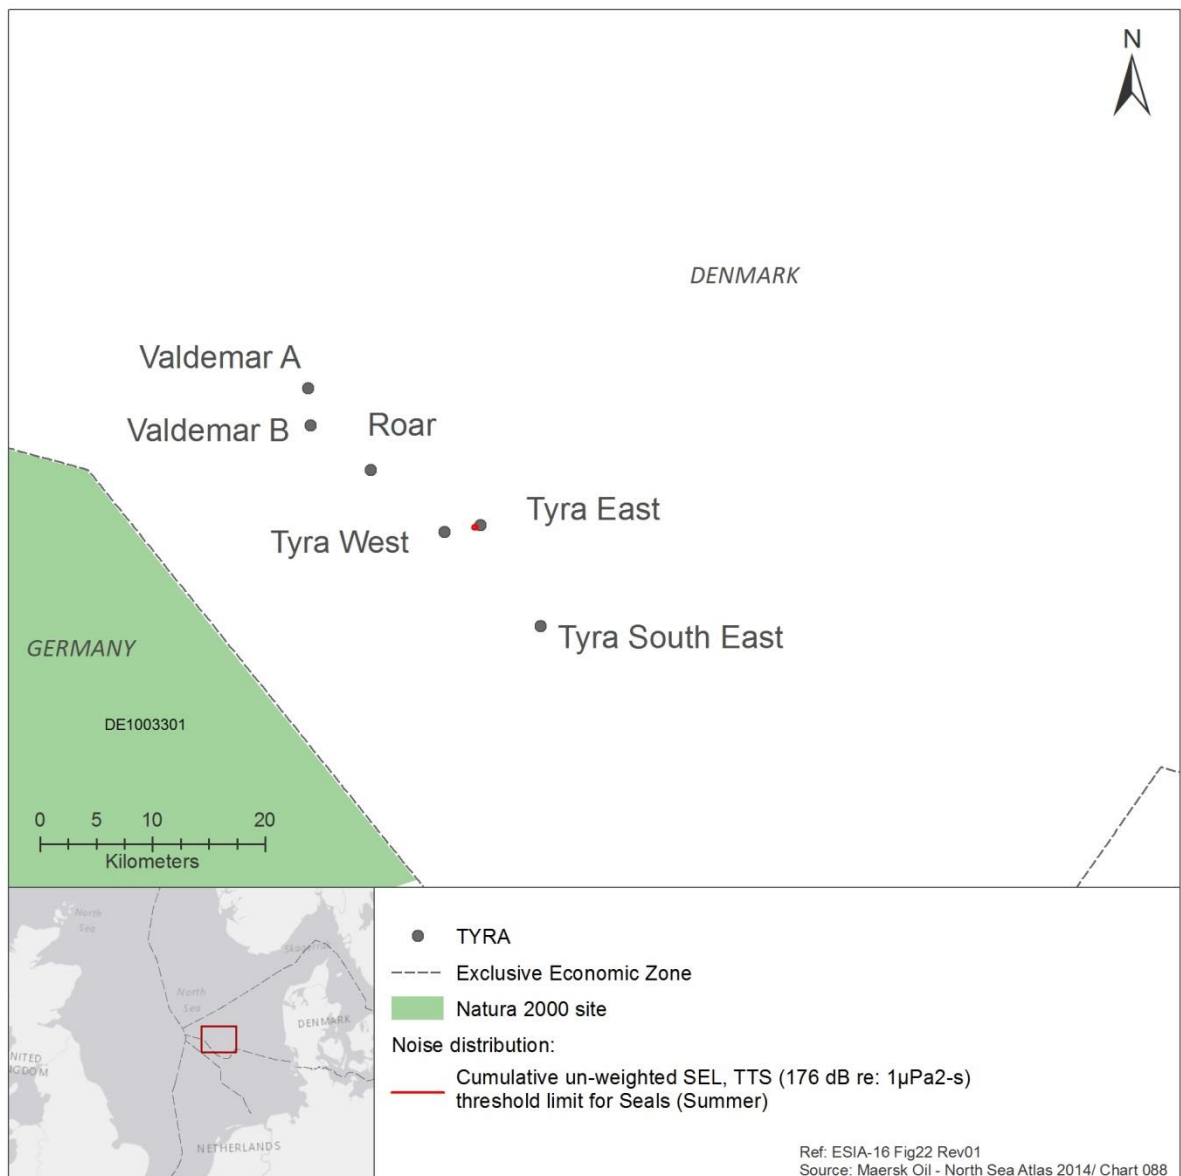 N
DENMARK
Valdemar A
Valdemar B
Roar
Tyra East
Tyra West
Tyra South East
GERMANY
DE1003301
0 5 10 20
Kilometers
North
Sea
Skagerrak
North
Sea
DENMARK
NITED
NGDOM
NETHERLANDS
TYRA
Exclusive Economic Zone
Natura 2000 site
Noise distribution:
Cumulative un-weighted SEL, TTS (176 dB re: 1µPa2-s)
threshold limit for Seals (Summer)
Ref: ESIA-16 Fig22 Rev01
Source: Maersk Oil - North Sea Atlas 2014/ Chart 088